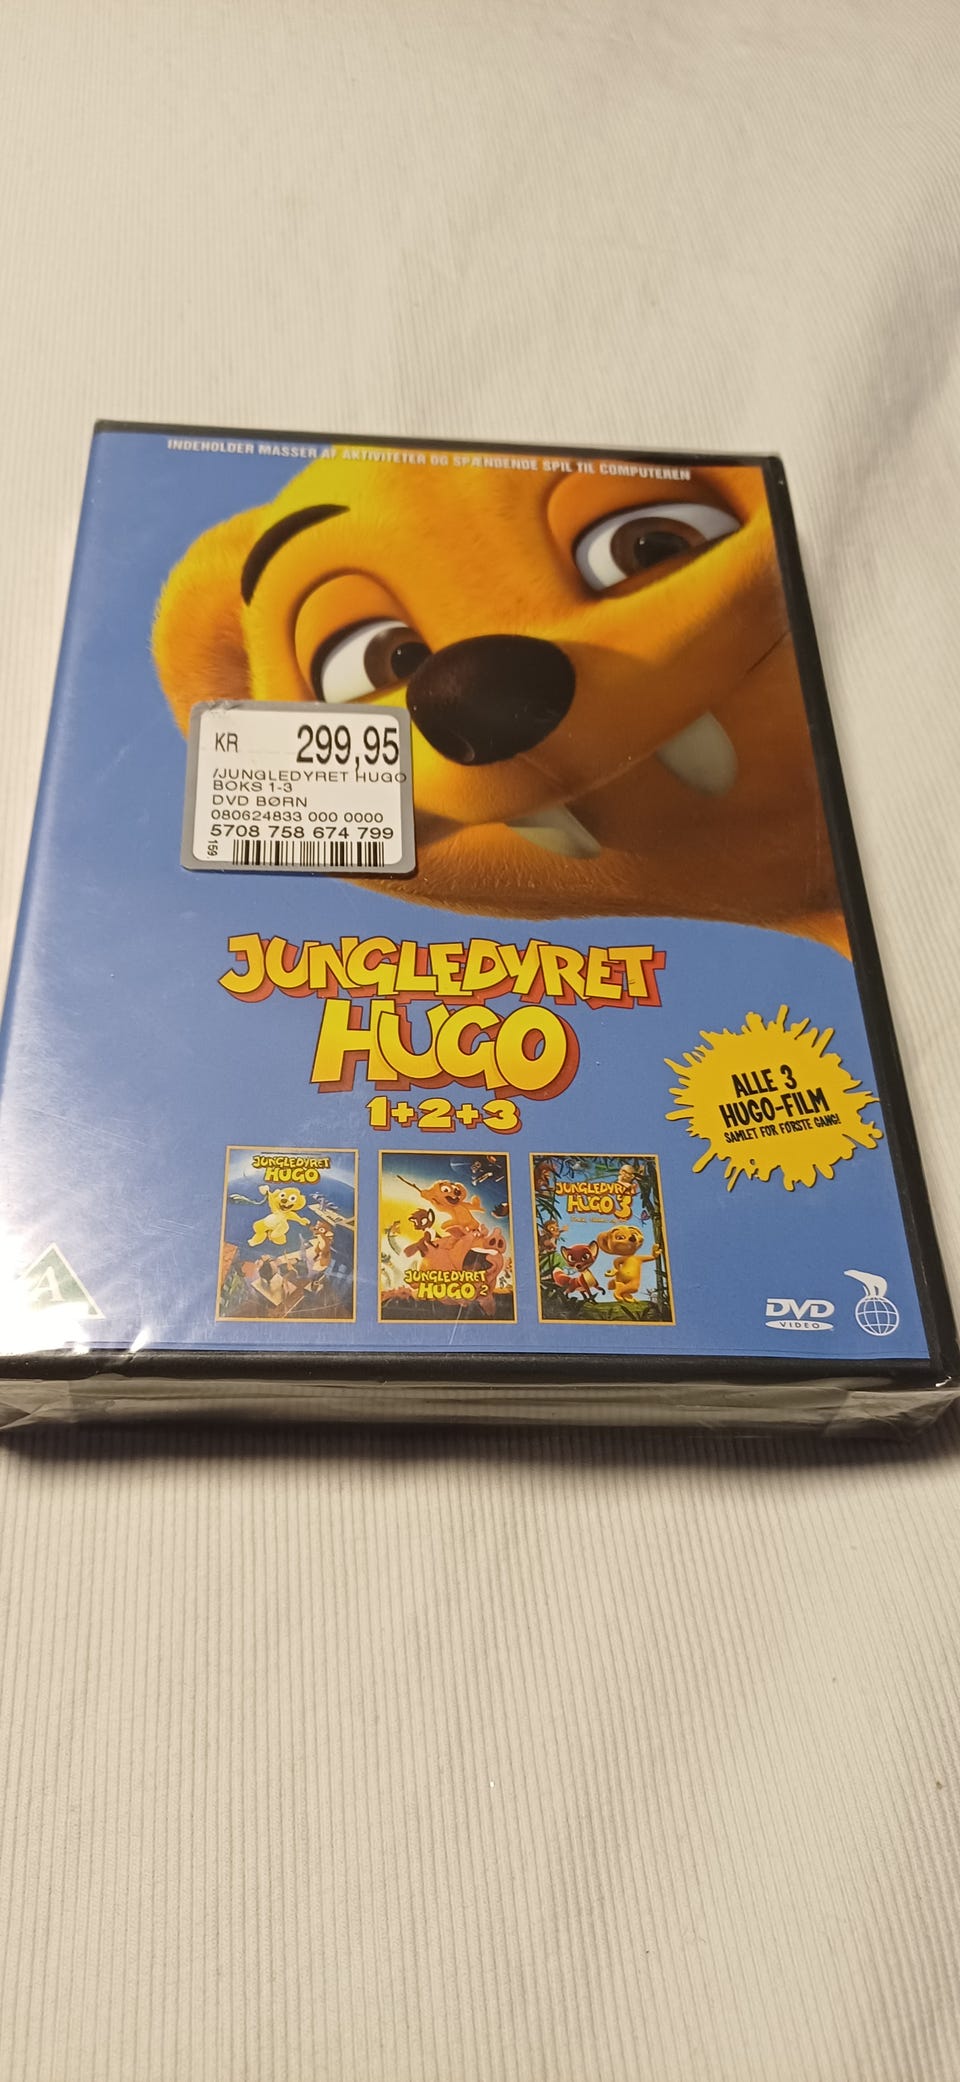 INDEHOLDER MASSER AF AKTIVITETER OG SPÆNDENDE SPIL TIL COMPUTEREN
KR 299,95
/JUNGLEDYRET HUGO
BOKS 1-3
DVD BØRN
080624833 000 0000
5708 758 674 799
159
JUNGLEDYRET
HUGO
1+2+3
ALLE 3
HUGO-FILM
SAMLET FOR FØRSTE GANG!
JUNGLEDYRET
HUGO
JUNGLEDYRET
HUGO 2
JUNGLEDYRET
HUGO 3
A
DVD
VIDEO